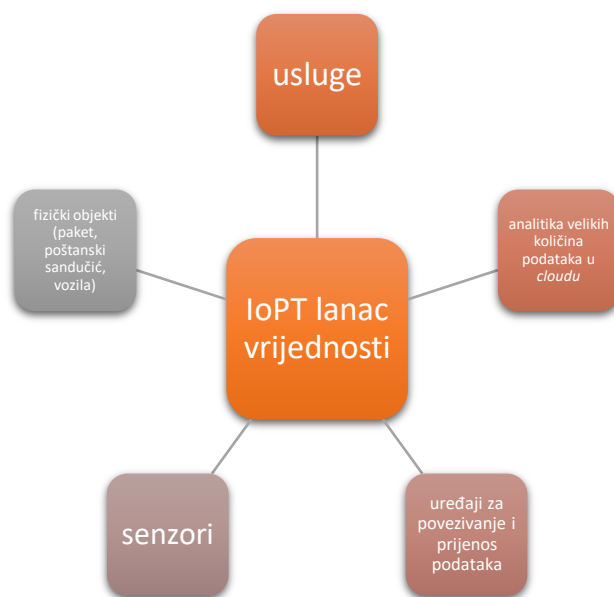 usluge
fizički objekti
(paket,
poštanski
sandučić,
vozila)
analitika velikih
količina
podataka u
cloudu
IoPT lanac
vrijednosti
senzori
uređaji za
povezivanje i
prijenos
podataka